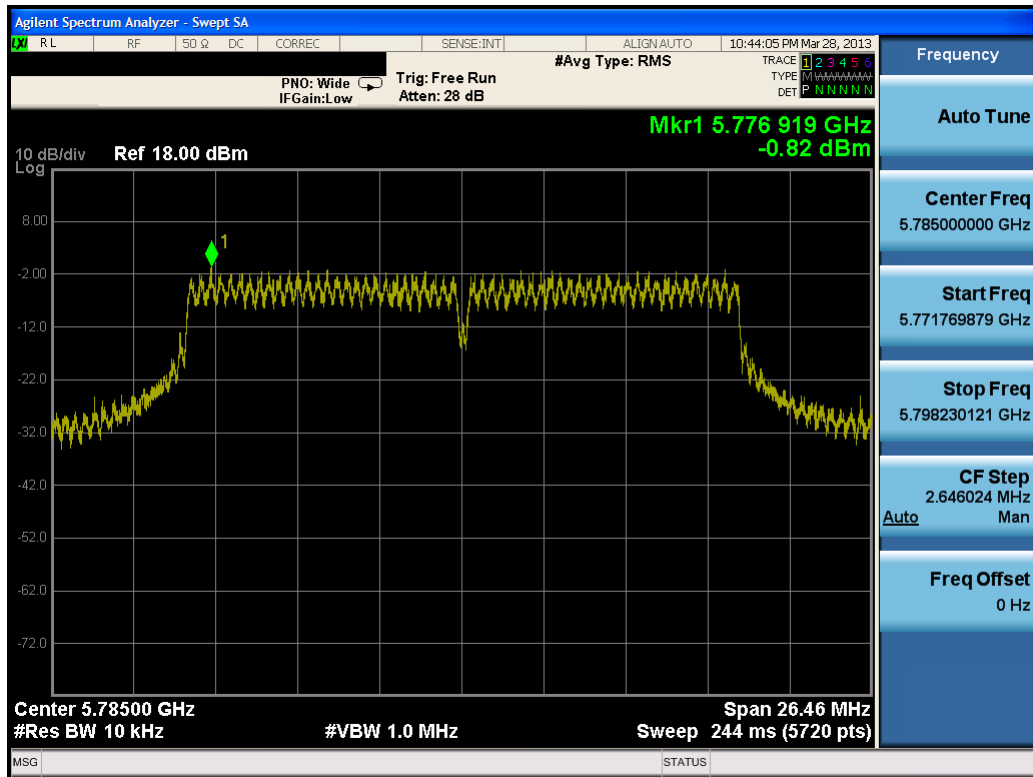 Agilent Spectrum Analyzer - Swept SA
LXI RL RF 50 Ω DC CORREC SENSE:INT ALIGN AUTO 10:44:05 PM Mar 28, 2013
#Avg Type: RMS TRACE 1 2 3 4 5 6
PNO: Wide Trig: Free Run TYPE M
IFGain:Low Atten: 28 dB DET P N N N N N
Mkr1 5.776 919 GHz
-0.82 dBm
10 dB/div Ref 18.00 dBm
Log
1
8.00
-2.00
-12.0
-22.0
-32.0
-42.0
-52.0
-62.0
-72.0
Center 5.78500 GHz Span 26.46 MHz
#Res BW 10 kHz #VBW 1.0 MHz Sweep 244 ms (5720 pts)
MSG STATUS
Frequency
Auto Tune
Center Freq
5.785000000 GHz
Start Freq
5.771769879 GHz
Stop Freq
5.798230121 GHz
CF Step
2.646024 MHz
Auto Man
Freq Offset
0 Hz